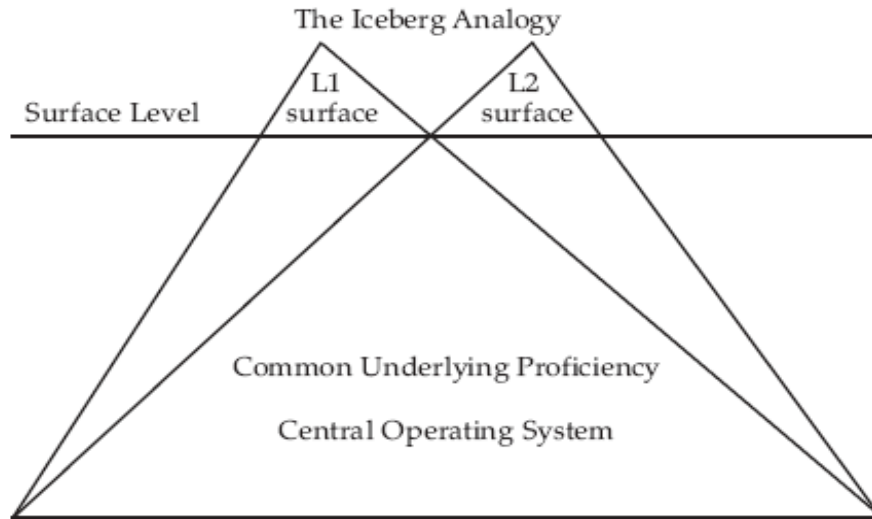 The Iceberg Analogy
L1
surface
L2
surface
Surface Level
Common Underlying Proficiency
Central Operating System